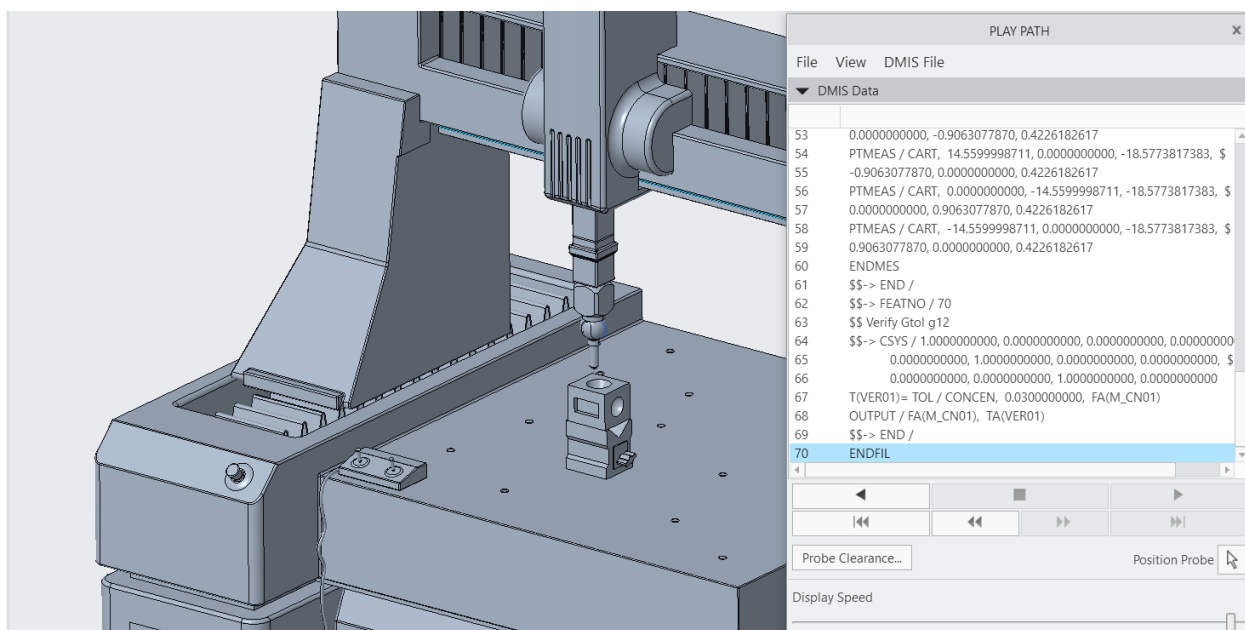 PLAY PATH
File View DMIS File
DMIS Data
53 0.0000000000, -0.9063077870, 0.4226182617
54 PTMEAS / CART, 14.5599998711, 0.0000000000, -18.5773817383, $
55 -0.9063077870, 0.0000000000, 0.4226182617
56 PTMEAS / CART, 0.0000000000, -14.5599998711, -18.5773817383, $
57 0.0000000000, 0.9063077870, 0.4226182617
58 PTMEAS / CART, -14.5599998711, 0.0000000000, -18.5773817383, $
59 0.9063077870, 0.0000000000, 0.4226182617
60 ENDMES
61 $$-> END /
62 $$-> FEATNO / 70
63 $$ Verify Gtol g12
64 $$-> CSYS / 1.0000000000, 0.0000000000, 0.0000000000, 0.00000000
65 0.0000000000, 1.0000000000, 0.0000000000, 0.0000000000, $
66 0.0000000000, 0.0000000000, 1.0000000000, 0.0000000000
67 T(VER01)= TOL / CONCEN, 0.0300000000, FA(M_CN01)
68 OUTPUT / FA(M_CN01), TA(VER01)
69 $$-> END /
70 ENDFIL
Probe Clearance...
Position Probe
Display Speed